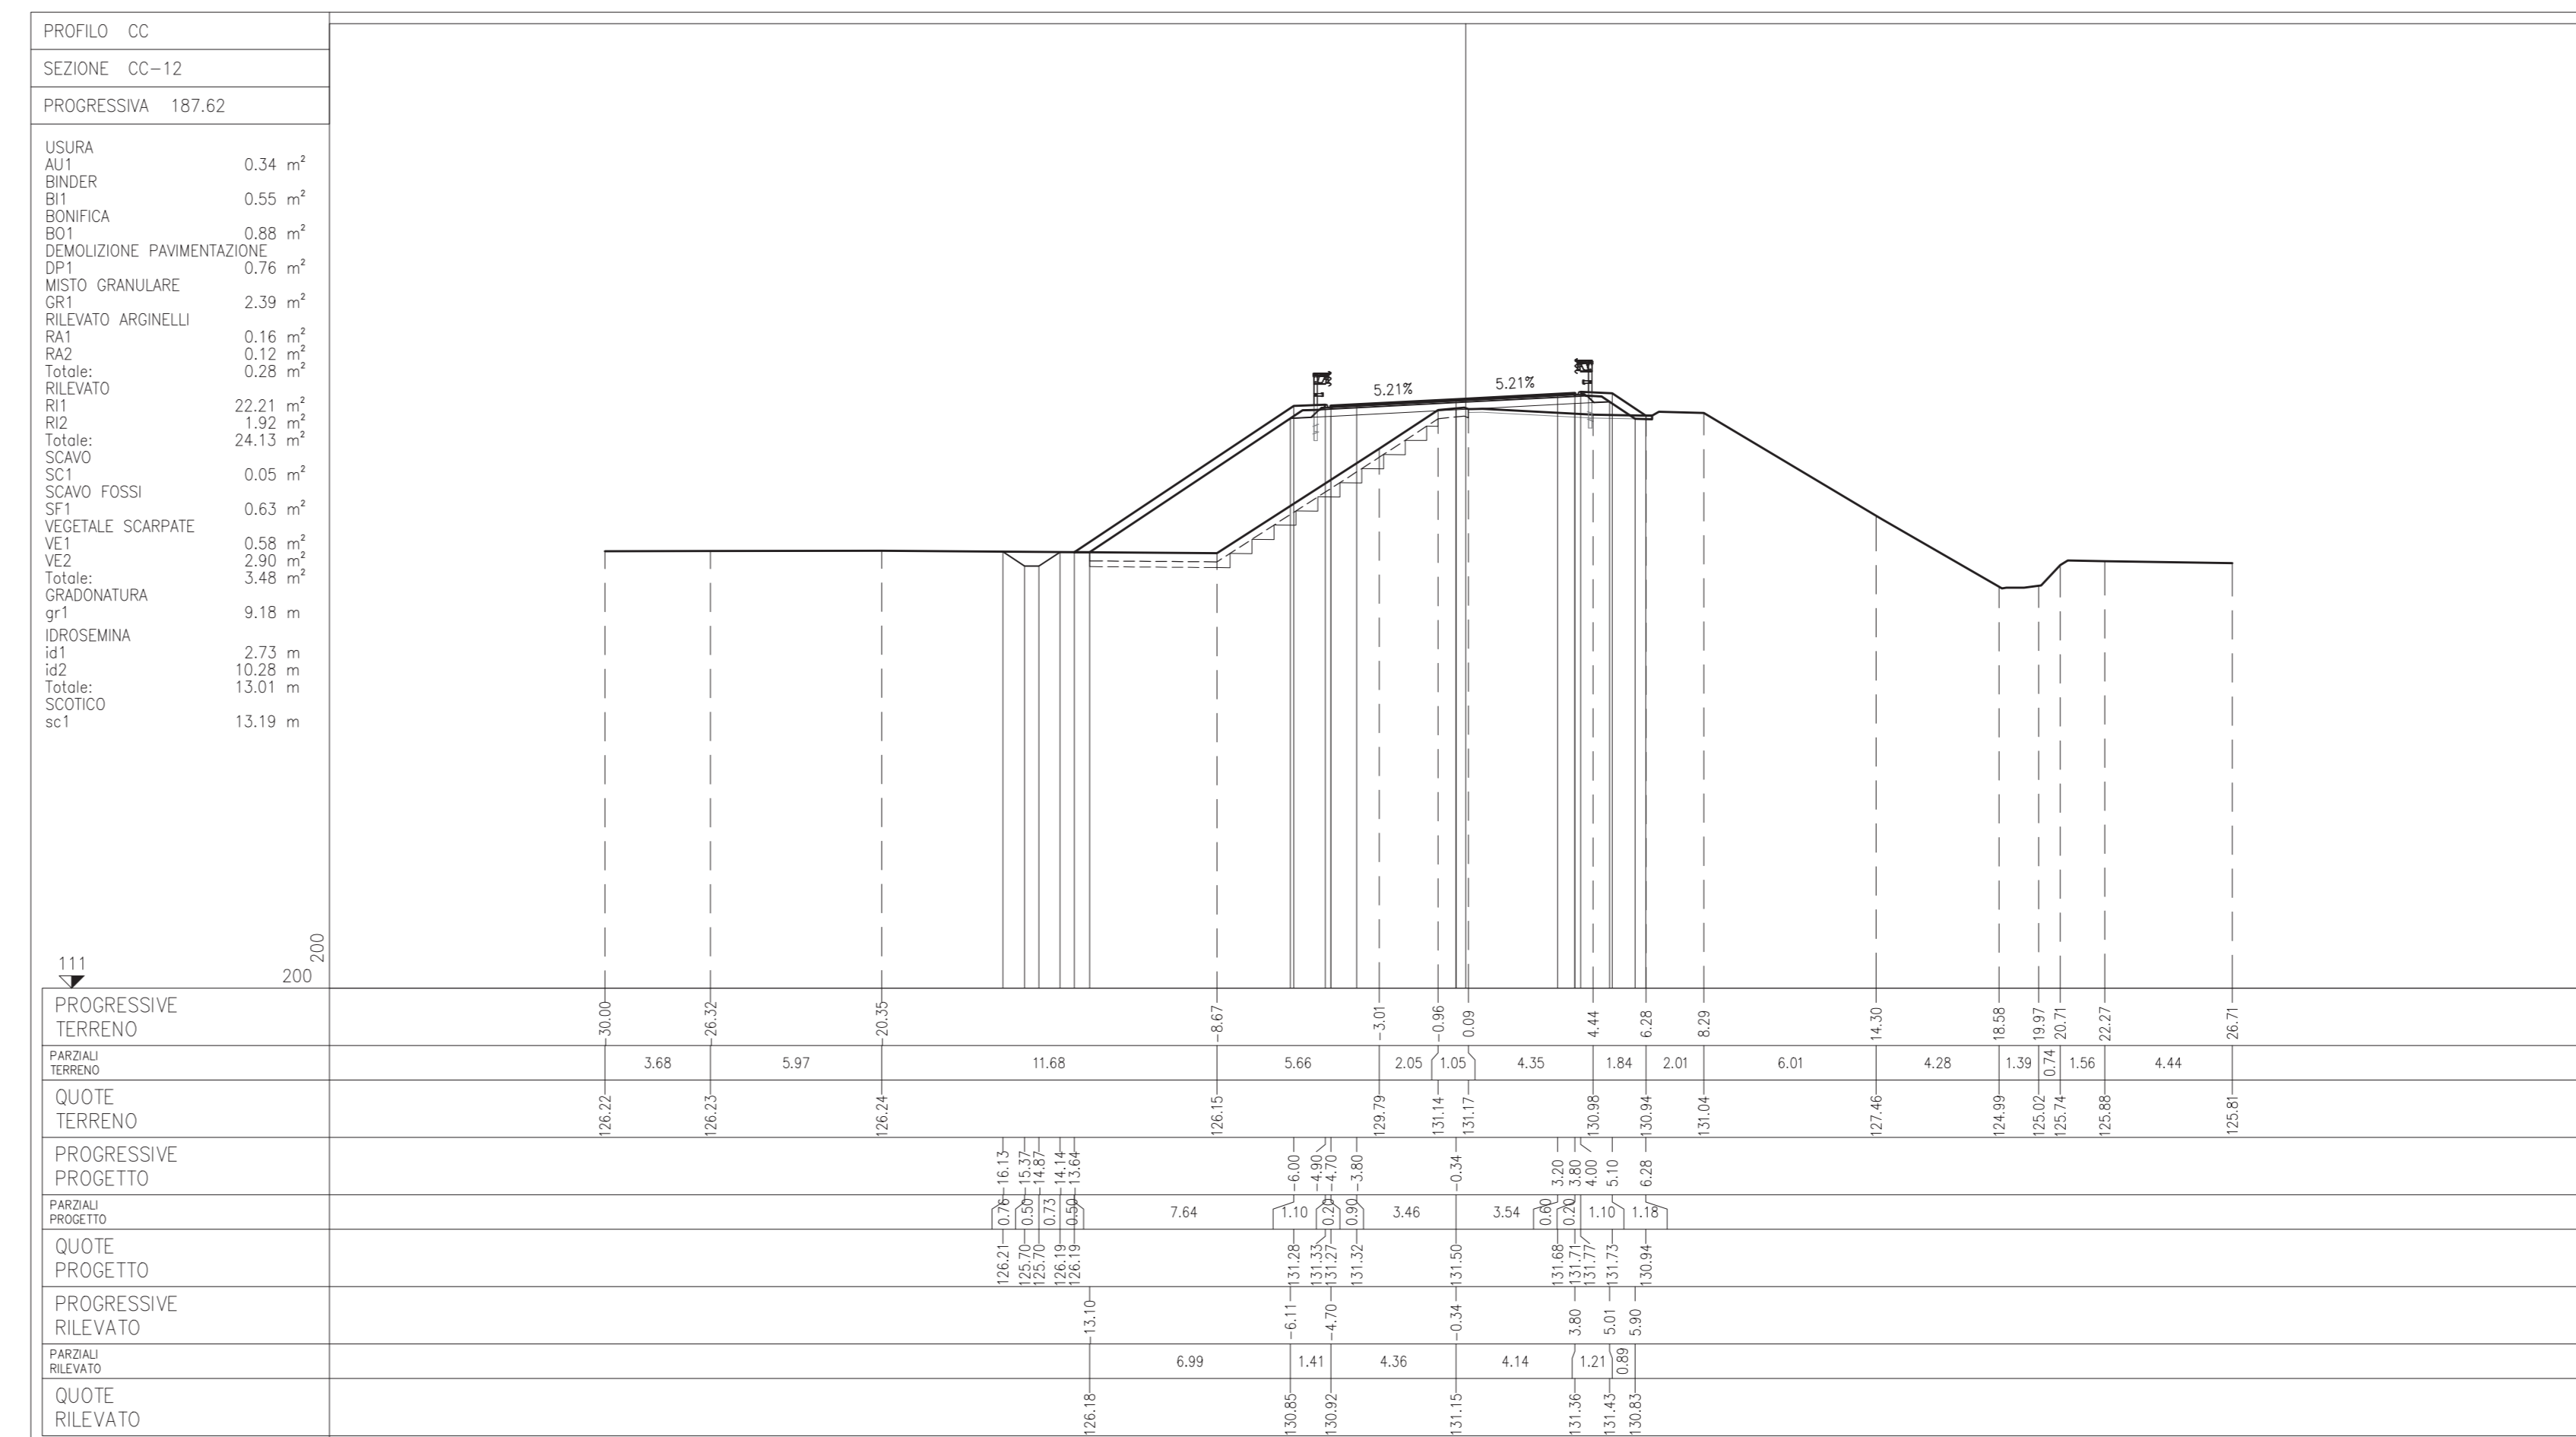 PROFILO CC
SEZIONE CC-12
PROGRESSIVA 187.62
USURA
AU1 0.34 m²
BINDER
BI1 0.55 m²
BONIFICA
BO1 0.88 m²
DEMOLIZIONE PAVIMENTAZIONE
DP1 0.76 m²
MISTO GRANULARE
GR1 2.39 m²
RILEVATO ARGINELLI
RA1 0.16 m²
RA2 0.12 m²
Totale: 0.28 m²
RILEVATO
RI1 22.21 m²
RI2 1.92 m²
Totale: 24.13 m²
SCAVO
SC1 0.05 m²
SCAVO FOSSI
SF1 0.63 m²
VEGETALE SCARPATE
VE1 0.58 m²
VE2 2.90 m²
Totale: 3.48 m²
GRADONATURA
gr1 9.18 m
IDROSEMINA
id1 2.73 m
id2 10.28 m
Totale: 13.01 m
SCOTICO
sc1 13.19 m
5.21% 5.21%
111 200 200
PROGRESSIVE
TERRENO
-30.00 -26.32 -20.35 -8.67 -3.01 -0.96 0.09 4.44 6.28 8.29 14.30 18.58 19.97 20.71 22.27 26.71
PARZIALI
TERRENO
3.68 5.97 11.68 5.66 2.05 1.05 4.35 1.84 2.01 6.01 4.28 1.39 0.74 1.56 4.44
QUOTE
TERRENO
126.22 126.23 126.24 126.15 129.79 131.14 131.17 130.98 130.94 131.04 127.46 124.99 125.02 125.74 125.88 125.81
PROGRESSIVE
PROGETTO
-16.13 -15.37 -14.87 -14.14 -13.64 -6.00 -4.90 -4.70 -3.80 -0.34 3.20 3.80 4.00 5.10 6.28
PARZIALI
PROGETTO
0.76 0.50 0.73 0.50 7.64 1.10 0.20 0.90 3.46 3.54 0.60 0.20 1.10 1.18
QUOTE
PROGETTO
126.21 125.70 125.70 126.19 126.19 131.28 131.33 131.27 131.32 131.50 131.68 131.71 131.77 131.73 130.94
PROGRESSIVE
RILEVATO
-13.10 -6.11 -4.70 -0.34 3.80 5.01 5.90
PARZIALI
RILEVATO
6.99 1.41 4.36 4.14 1.21 0.89
QUOTE
RILEVATO
126.18 130.85 130.92 131.15 131.36 131.43 130.83